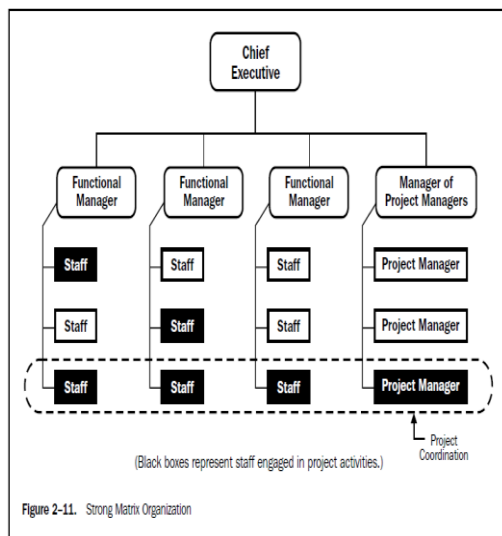 Chief
Executive
Functional
Manager
Functional
Manager
Functional
Manager
Manager of
Project Managers
Staff
Staff
Staff
Project Manager
Staff
Staff
Staff
Project Manager
Staff
Staff
Staff
Project Manager
Project
Coordination
(Black boxes represent staff engaged in project activities.)
Figure 2–11. Strong Matrix Organization